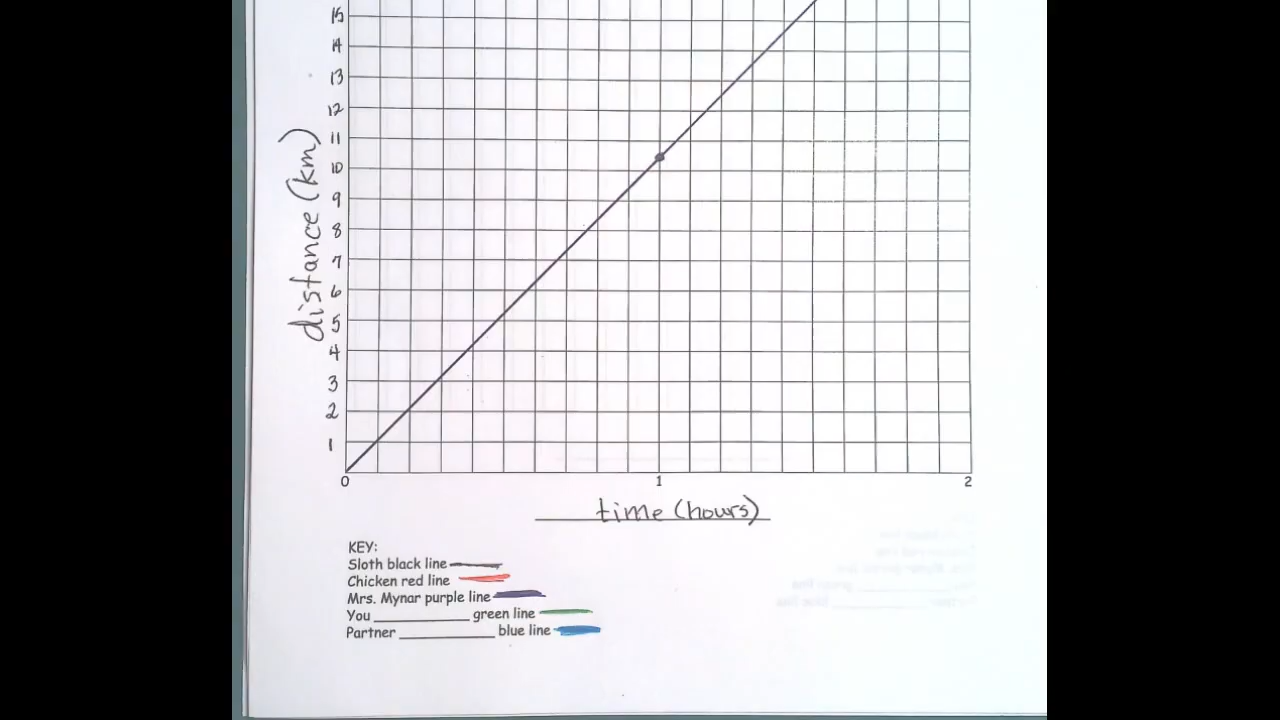 15
14
13
12
11
10
9
8
7
6
5
4
3
2
1
distance (km)
0 1 2
time (hours)
KEY:
Sloth black line
Chicken red line
Mrs. Mynar purple line
You __________ green line
Partner __________ blue line